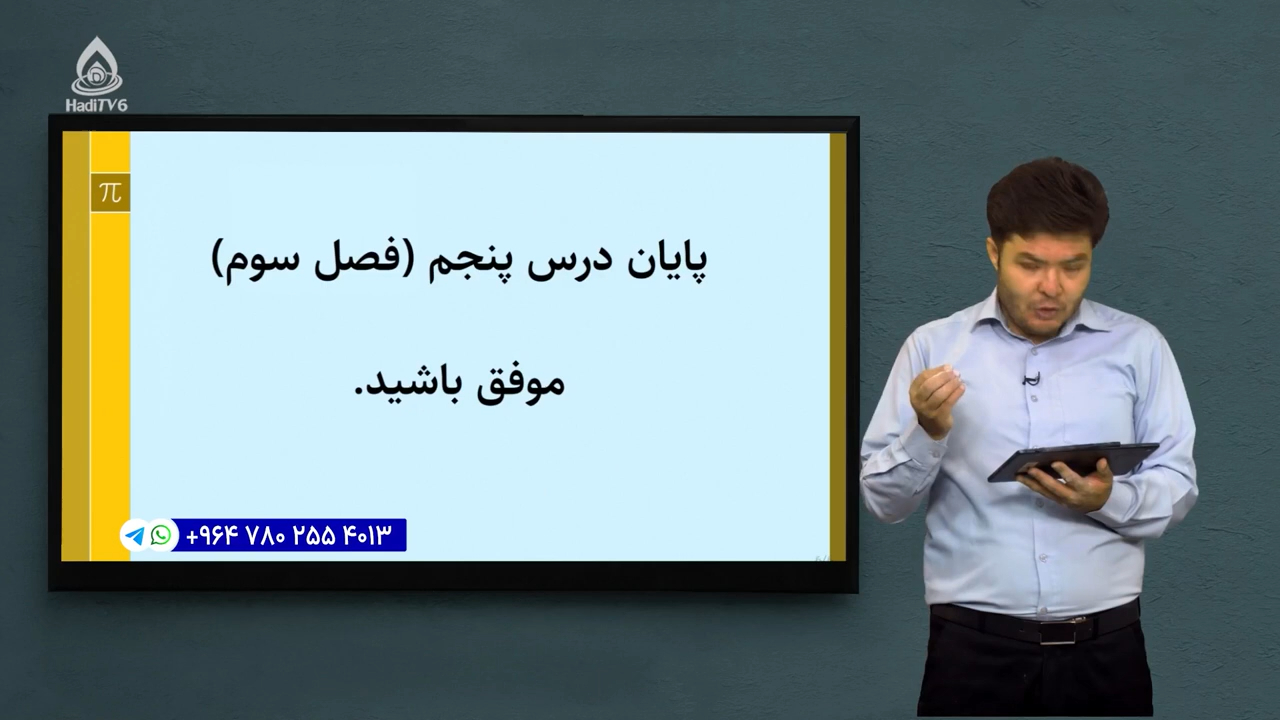 HadiTV6
π
پایان درس پنجم (فصل سوم)
موفق باشید.
+۹۶۴ ۷۸۰ ۲۵۵ ۴۰۱۳